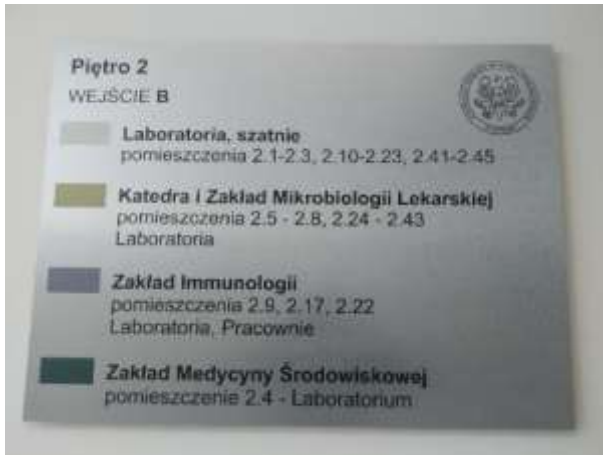 Piętro 2
WEJŚCIE B
Laboratoria, szatnie
pomieszczenia 2.1-2.3, 2.10-2.23, 2.41-2.45
Katedra i Zakład Mikrobiologii Lekarskiej
pomieszczenia 2.5 - 2.8, 2.24 - 2.43
Laboratoria
Zakład Immunologii
pomieszczenia 2.9, 2.17, 2.22
Laboratoria, Pracownie
Zakład Medycyny Środowiskowej
pomieszczenie 2.4 - Laboratorium